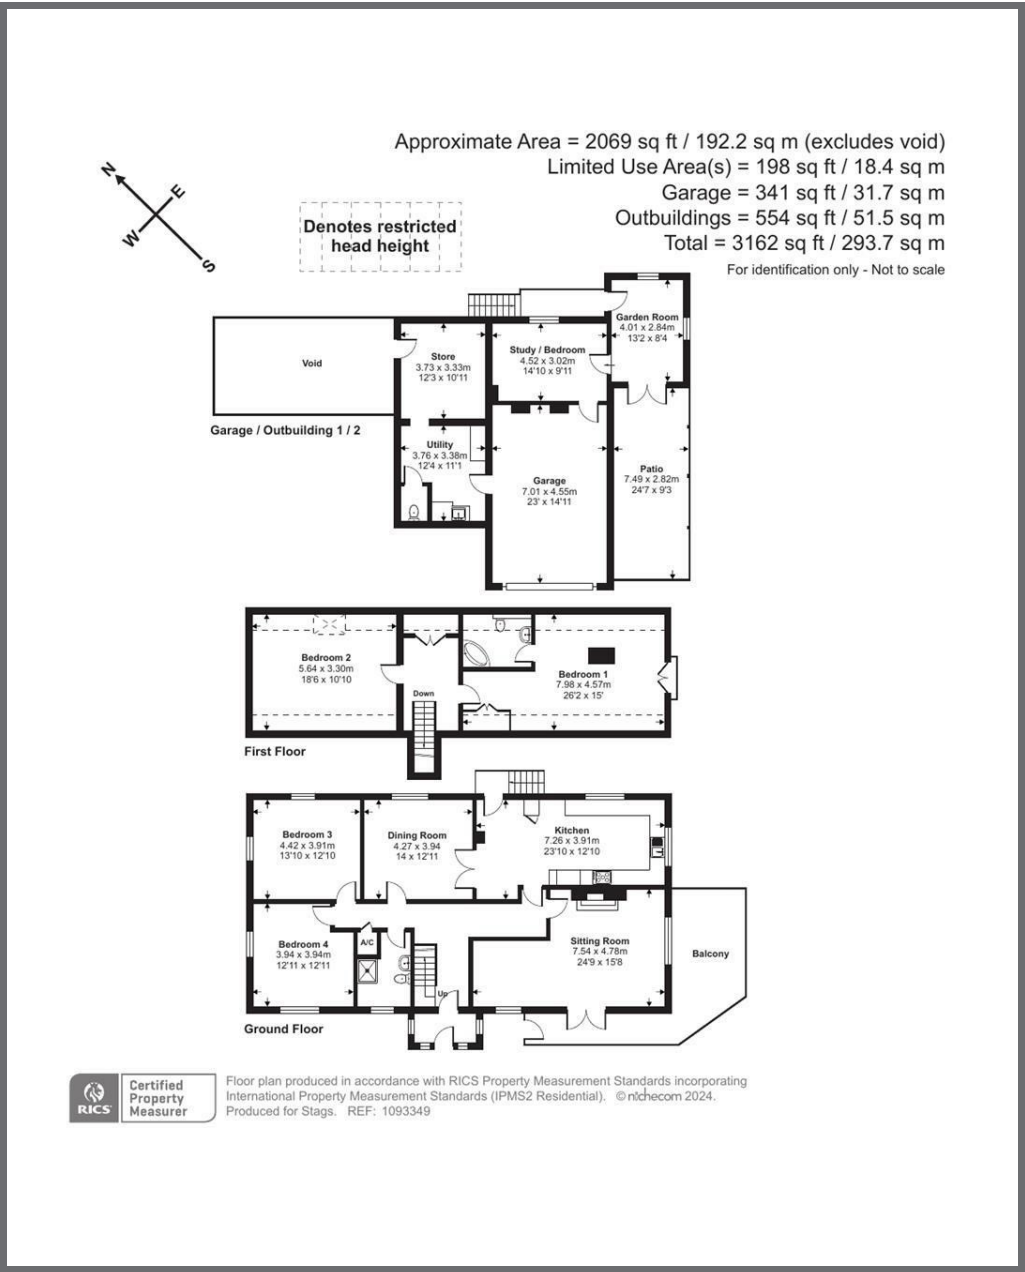 Approximate Area = 2069 sq ft / 192.2 sq m (excludes void)
Limited Use Area(s) = 198 sq ft / 18.4 sq m
Garage = 341 sq ft / 31.7 sq m
Outbuildings = 554 sq ft / 51.5 sq m
Total = 3162 sq ft / 293.7 sq m
For identification only - Not to scale
N
E
W
S
Denotes restricted
head height
Garden Room
4.01 x 2.84m
13'2 x 8'4
Void
Store
3.73 x 3.33m
12'3 x 10'11
Study / Bedroom
4.52 x 3.02m
14'10 x 9'11
Garage / Outbuilding 1 / 2
Utility
3.76 x 3.38m
12'4 x 11'1
Garage
7.01 x 4.55m
23' x 14'11
Patio
7.49 x 2.82m
24'7 x 9'3
Bedroom 2
5.64 x 3.30m
18'6 x 10'10
Down
Bedroom 1
7.98 x 4.57m
26'2 x 15'
First Floor
Bedroom 3
4.42 x 3.91m
13'10 x 12'10
Dining Room
4.27 x 3.94
14 x 12'11
Kitchen
7.26 x 3.91m
23'10 x 12'10
Bedroom 4
3.94 x 3.94m
12'11 x 12'11
A/C
Up
Sitting Room
7.54 x 4.78m
24'9 x 15'8
Balcony
Ground Floor
RICS
Certified
Property
Measurer
Floor plan produced in accordance with RICS Property Measurement Standards incorporating
International Property Measurement Standards (IPMS2 Residential). © nichecom 2024.
Produced for Stags. REF: 1093349